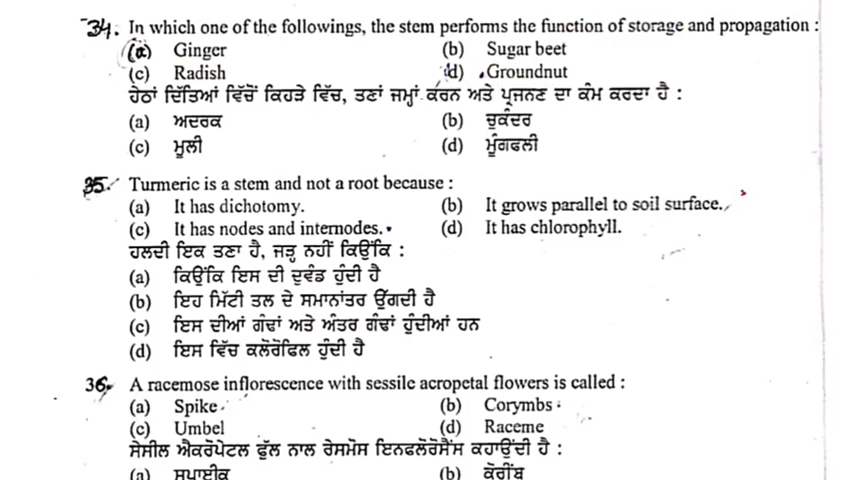 34. In which one of the followings, the stem performs the function of storage and propagation :
(a) Ginger (b) Sugar beet
(c) Radish (d) Groundnut
ਹੇਠਾਂ ਦਿੱਤਿਆਂ ਵਿੱਚੋਂ ਕਿਹੜੇ ਵਿੱਚ, ਤਣਾਂ ਜਮ੍ਹਾਂ ਕਰਨ ਅਤੇ ਪ੍ਰਜਨਣ ਦਾ ਕੰਮ ਕਰਦਾ ਹੈ :
(a) ਅਦਰਕ (b) ਚੁਕੰਦਰ
(c) ਮੂਲੀ (d) ਮੂੰਗਫਲੀ
35. Turmeric is a stem and not a root because :
(a) It has dichotomy. (b) It grows parallel to soil surface.
(c) It has nodes and internodes. (d) It has chlorophyll.
ਹਲਦੀ ਇਕ ਤਣਾ ਹੈ, ਜੜ੍ਹ ਨਹੀਂ ਕਿਉਂਕਿ :
(a) ਕਿਉਂਕਿ ਇਸ ਦੀ ਦੁਵੰਡ ਹੁੰਦੀ ਹੈ
(b) ਇਹ ਮਿੱਟੀ ਤਲ ਦੇ ਸਮਾਨਾਂਤਰ ਉੱਗਦੀ ਹੈ
(c) ਇਸ ਦੀਆਂ ਗੰਢਾਂ ਅਤੇ ਅੰਤਰ ਗੰਢਾਂ ਹੁੰਦੀਆਂ ਹਨ
(d) ਇਸ ਵਿੱਚ ਕਲੋਰੋਫਿਲ ਹੁੰਦੀ ਹੈ
36. A racemose inflorescence with sessile acropetal flowers is called :
(a) Spike (b) Corymbs
(c) Umbel (d) Raceme
ਸੇਸੀਲ ਐਕਰੋਪੇਟਲ ਫੁੱਲ ਨਾਲ ਰੇਸਮੋਸ ਇਨਫਲੋਰੋਸੈਂਸ ਕਹਾਉਂਦੀ ਹੈ :
(a) ਸਪਾਈਕ (b) ਕੋਰੀਂਬ